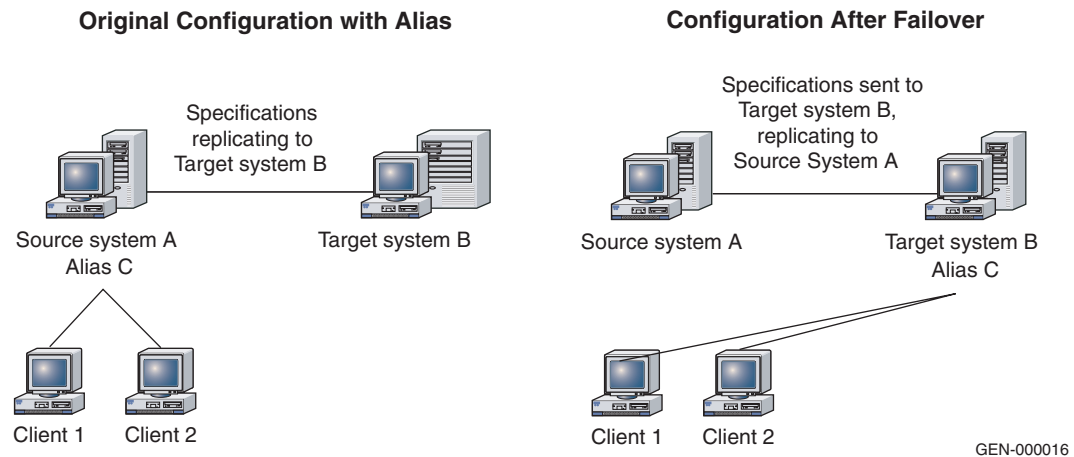 Original Configuration with Alias
Specifications
replicating to
Target system B
Source system A
Alias C
Target system B
Client 1
Client 2
Configuration After Failover
Specifications sent to
Target system B,
replicating to
Source System A
Source system A
Target system B
Alias C
Client 1
Client 2
GEN-000016